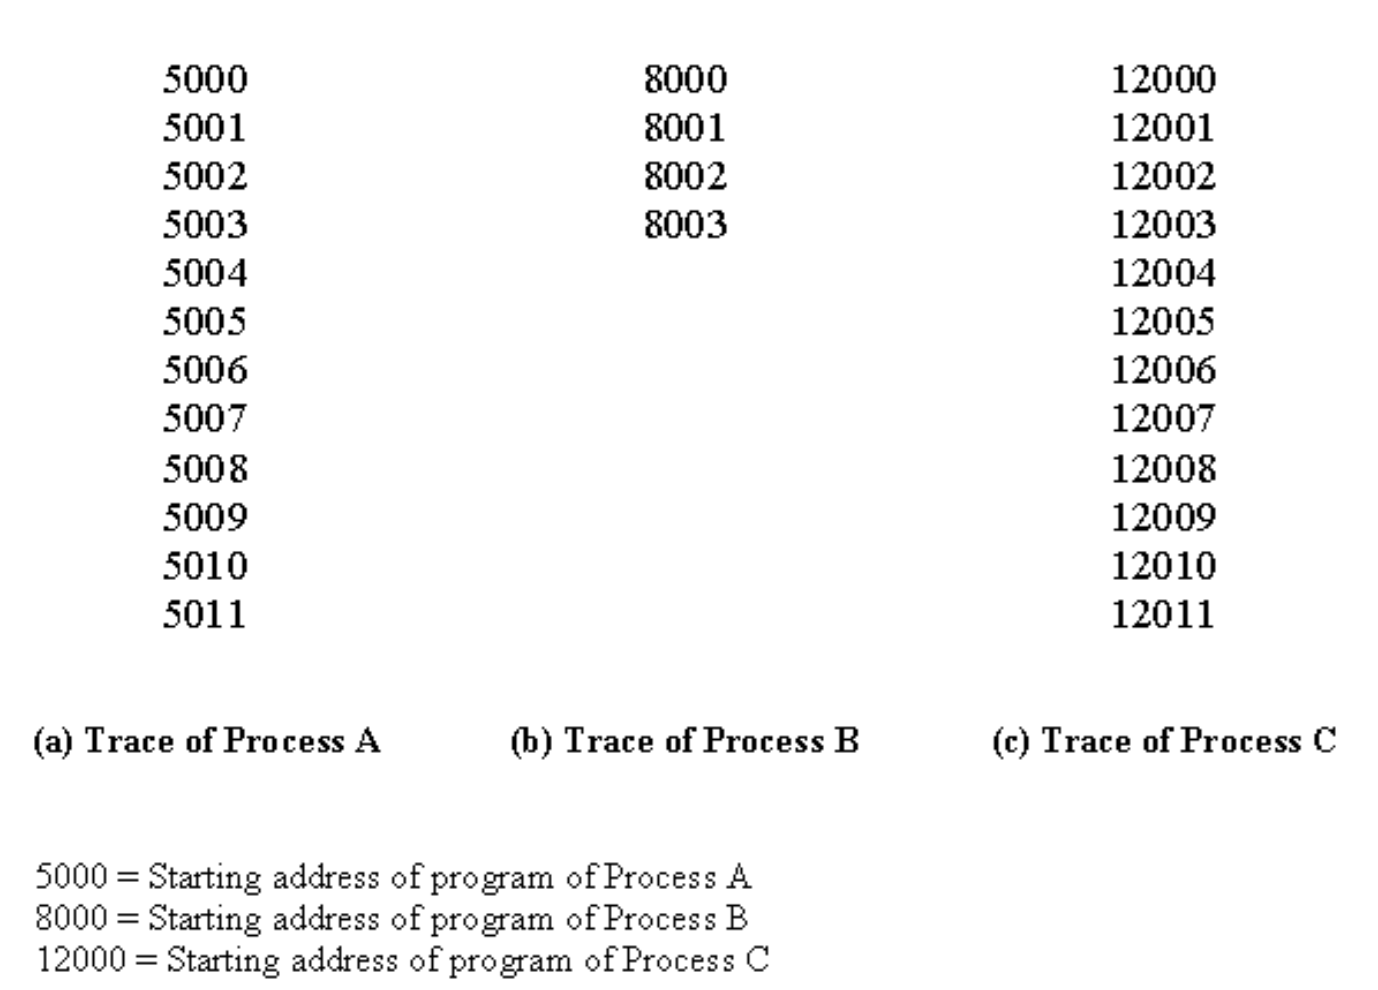 5000 8000 12000
5001 8001 12001
5002 8002 12002
5003 8003 12003
5004 12004
5005 12005
5006 12006
5007 12007
5008 12008
5009 12009
5010 12010
5011 12011
(a) Trace of Process A (b) Trace of Process B (c) Trace of Process C
5000 = Starting address of program of Process A
8000 = Starting address of program of Process B
12000 = Starting address of program of Process C